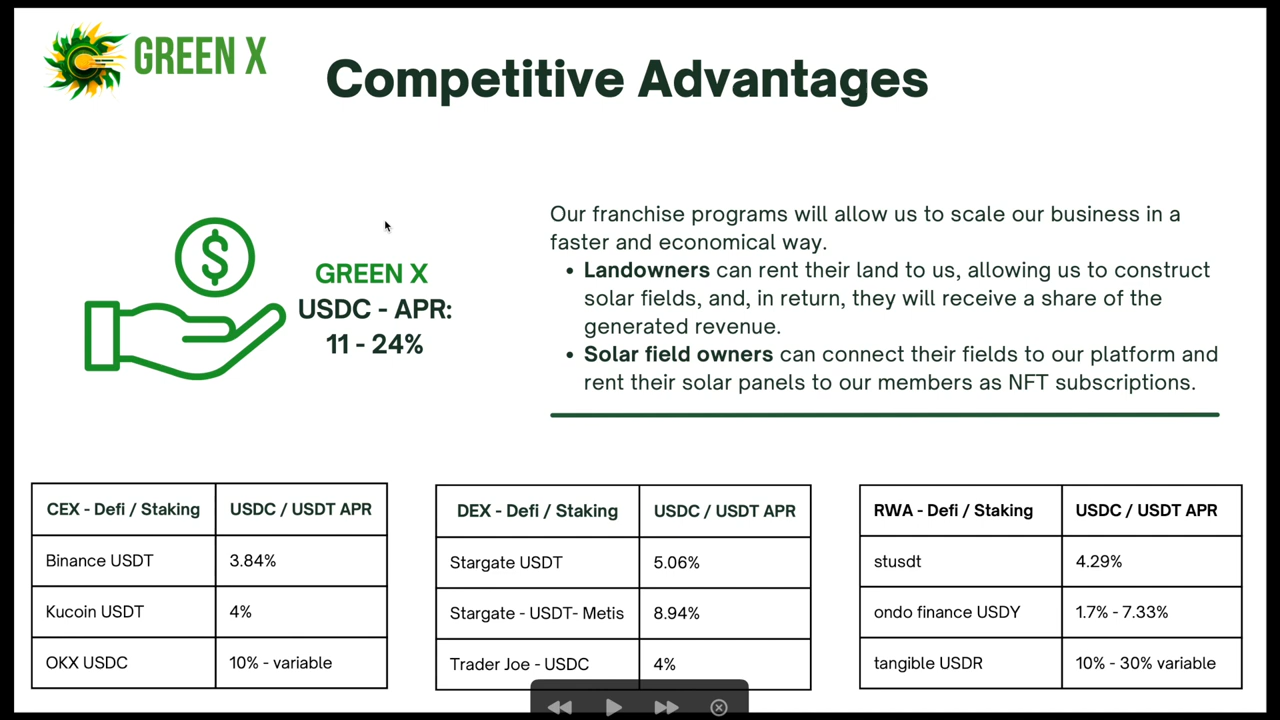 GREEN X
Competitive Advantages
$
GREEN X
USDC - APR:
11 - 24%
Our franchise programs will allow us to scale our business in a
faster and economical way.
• Landowners can rent their land to us, allowing us to construct
solar fields, and, in return, they will receive a share of the
generated revenue.
• Solar field owners can connect their fields to our platform and
rent their solar panels to our members as NFT subscriptions.
CEX - Defi / Staking USDC / USDT APR
Binance USDT 3.84%
Kucoin USDT 4%
OKX USDC 10% - variable
DEX - Defi / Staking USDC / USDT APR
Stargate USDT 5.06%
Stargate - USDT- Metis 8.94%
Trader Joe - USDC 4%
RWA - Defi / Staking USDC / USDT APR
stusdt 4.29%
ondo finance USDY 1.7% - 7.33%
tangible USDR 10% - 30% variable